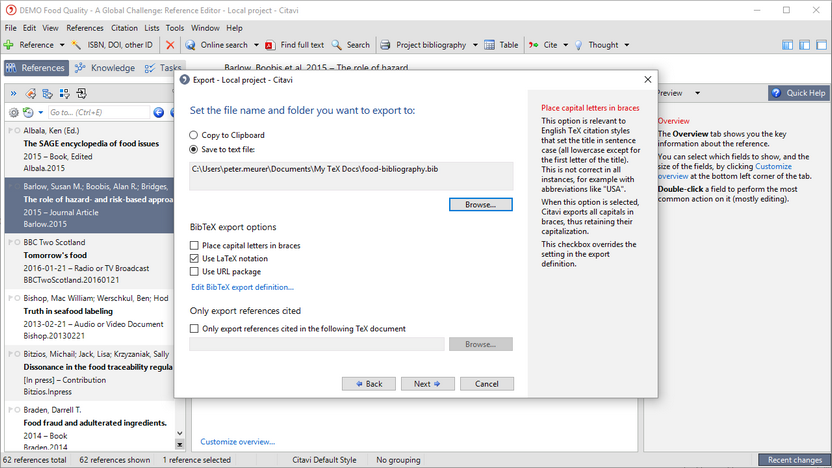 DEMO Food Quality - A Global Challenge: Reference Editor - Local project - Citavi
File Edit View References Citation Lists Tools Window Help
Reference ISBN, DOI, other ID Online search Find full text Search Project bibliography Table Cite Thought
References Knowledge Tasks
Barlow, Boobis et al. 2015 – The role of hazard
Go to... (Ctrl+E)
Albala, Ken (Ed.)
The SAGE encyclopedia of food issues
2015 – Book, Edited
Albala.2015
Barlow, Susan M.; Boobis, Alan R.; Bridges,
The role of hazard- and risk-based approa
2015 – Journal Article
Barlow.2015
BBC Two Scotland
Tomorrow's food
2016-01-21 – Radio or TV Broadcast
BBCTwoScotland.20160121
Bishop, Mac William; Werschkul, Ben; Hod
Truth in seafood labeling
2013-02-21 – Audio or Video Document
Bishop.20130221
Bitzios, Michail; Jack, Lisa; Krzyzaniak, Sally
Dissonance in the food traceability regula
[In press] – Contribution
Bitzios.Inpress
Braden, Darrell T.
Food fraud and adulterated ingredients.
2014 – Book
Braden.2014
Export - Local project - Citavi
Set the file name and folder you want to export to:
Copy to Clipboard
Save to text file:
C:\Users\peter.meurer\Documents\My TeX Docs\food-bibliography.bib
Browse...
BibTeX export options
Place capital letters in braces
Use LaTeX notation
Use URL package
Edit BibTeX export definition...
Only export references cited
Only export references cited in the following TeX document
Browse...
Back Next Cancel
Place capital letters in braces
This option is relevant to
English TeX citation styles
that set the title in sentence
case (all lowercase except
for the first letter of the title).
This is not correct in all
instances, for example with
abbreviations like "USA".
When this option is selected,
Citavi exports all capitals in
braces, thus retaining their
capitalization.
This checkbox overrides the
setting in the export
definition.
Preview Quick Help
Overview
The Overview tab shows you the key
information about the reference.
You can select which fields to show, and the
size of the fields, by clicking Customize
overview at the bottom left corner of the tab.
Double-click a field to perform the most
common action on it (mostly editing).
Customize overview...
62 references total 62 references shown 1 reference selected Citavi Default Style No grouping Recent changes